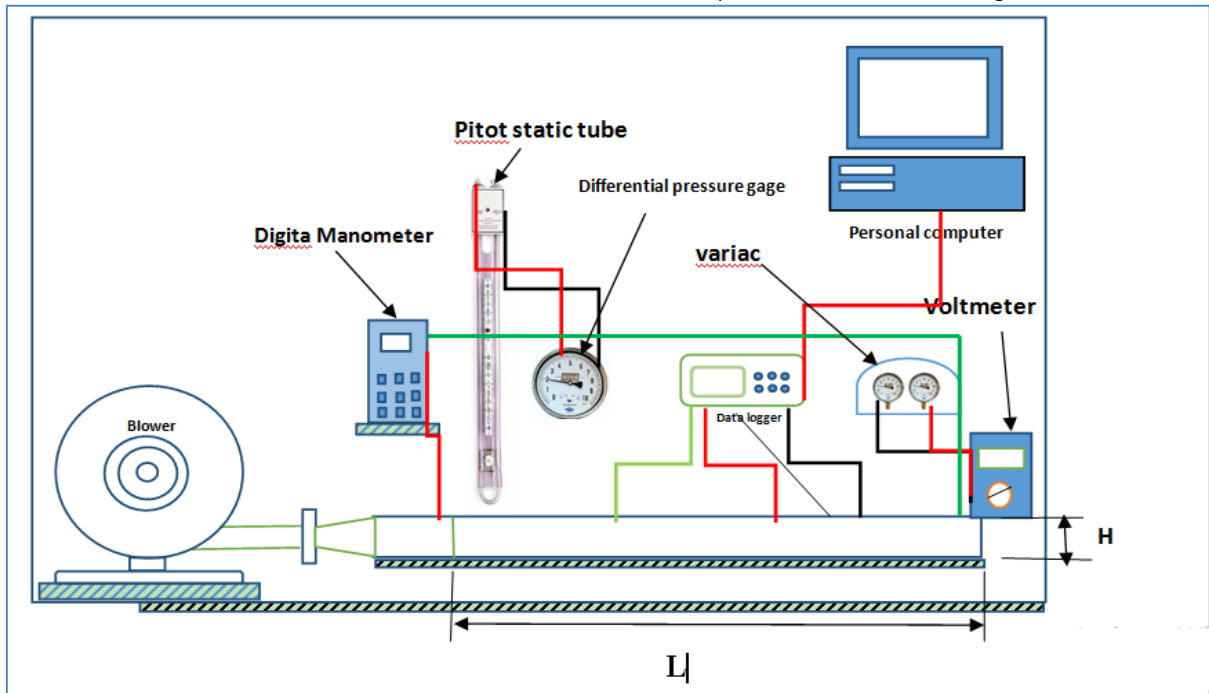 Pitot static tube
Differential pressure gage
Digita Manometer
Personal computer
variac
Voltmeter
Blower
Data logger
H
L